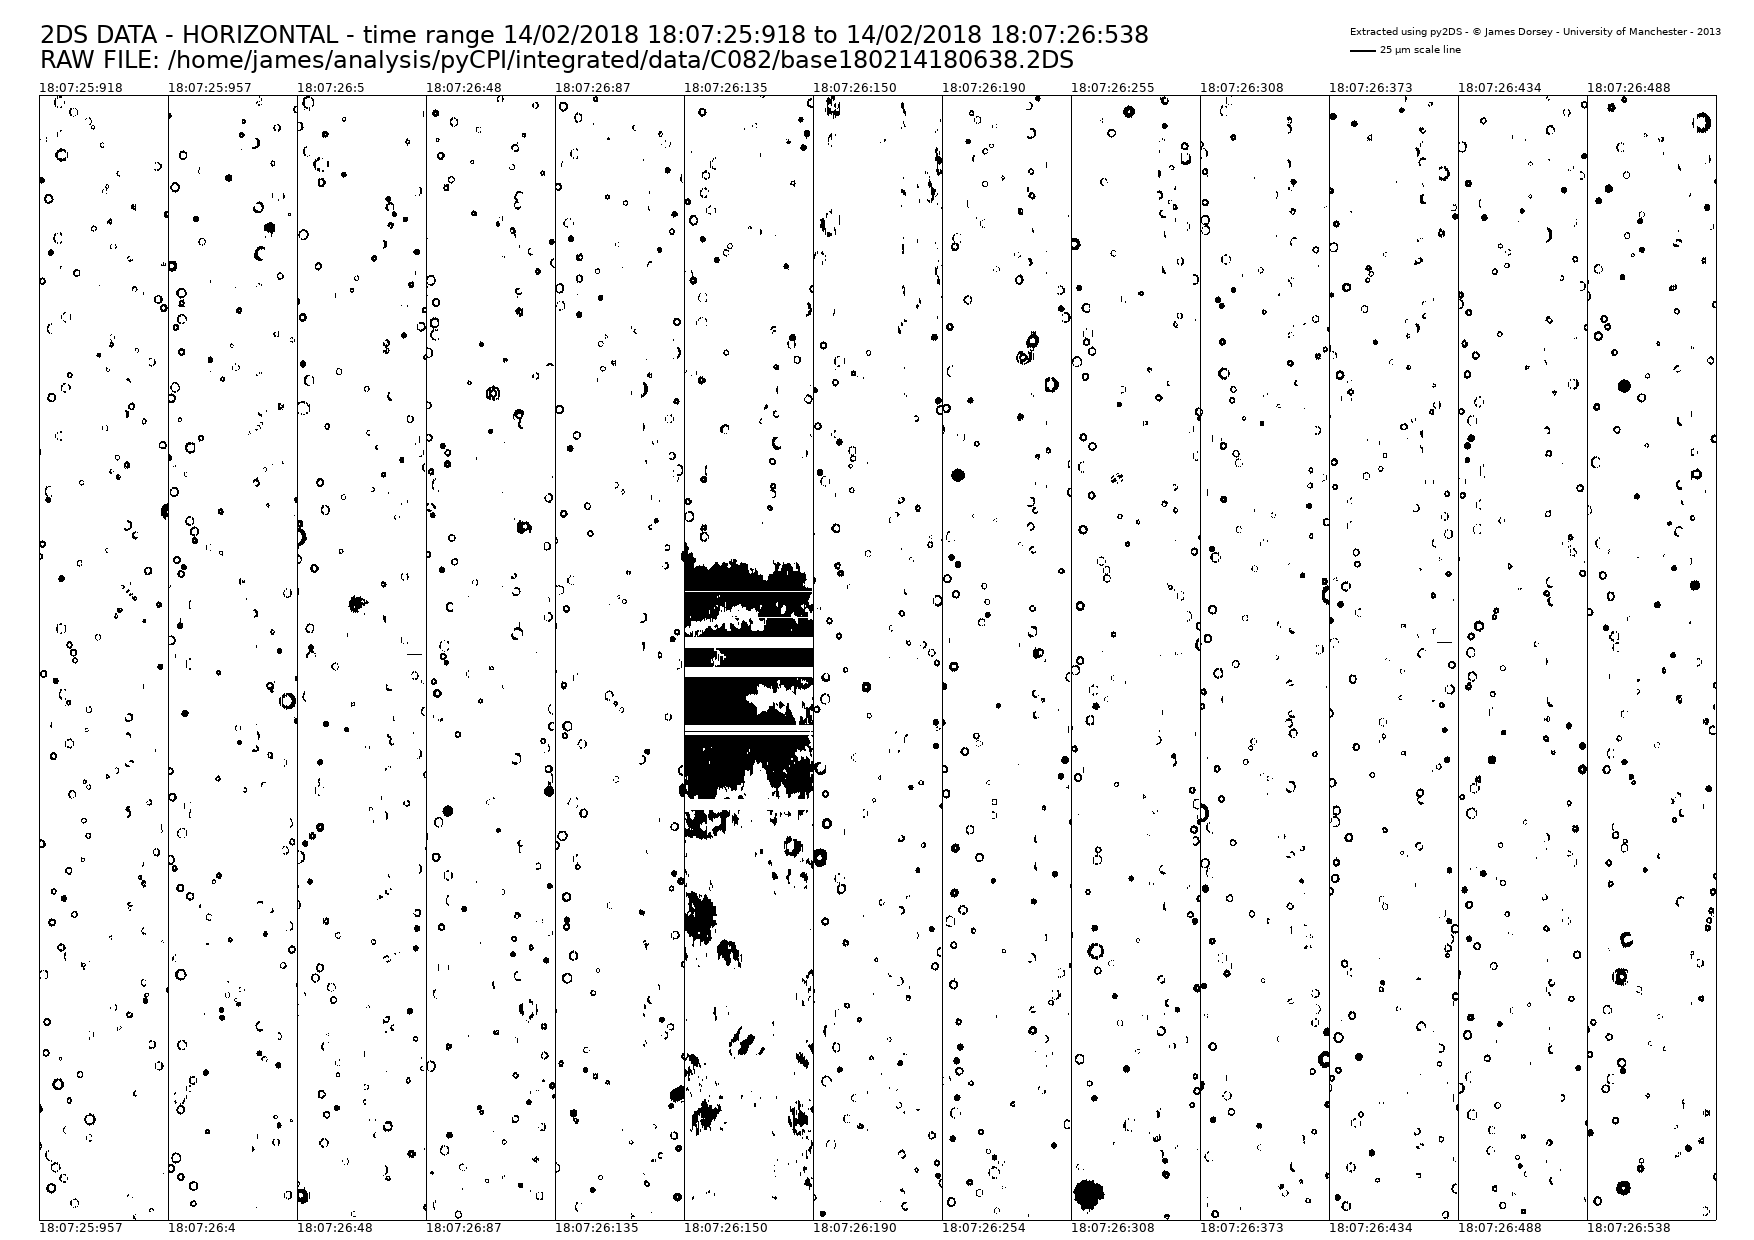 2DS DATA - HORIZONTAL - time range 14/02/2018 18:07:25:918 to 14/02/2018 18:07:26:538
RAW FILE: /home/james/analysis/pyCPI/integrated/data/C082/base180214180638.2DS
Extracted using py2DS - © James Dorsey - University of Manchester - 2013
25 µm scale line
18:07:25:918 18:07:25:957 18:07:26:5 18:07:26:48 18:07:26:87 18:07:26:135 18:07:26:150 18:07:26:190 18:07:26:255 18:07:26:308 18:07:26:373 18:07:26:434 18:07:26:488
18:07:25:957 18:07:26:4 18:07:26:48 18:07:26:87 18:07:26:135 18:07:26:150 18:07:26:190 18:07:26:254 18:07:26:308 18:07:26:373 18:07:26:434 18:07:26:488 18:07:26:538